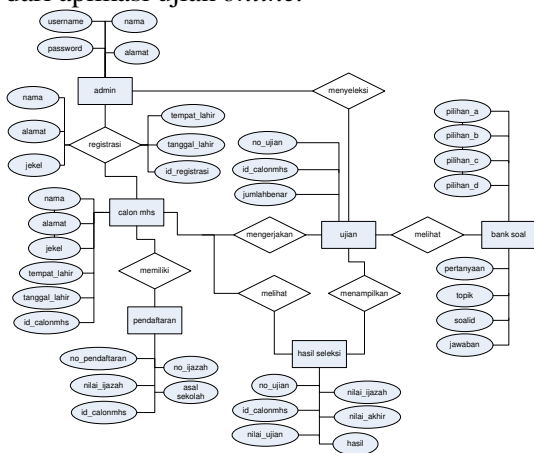 dari aplikasi ujian online.
username
nama
password
alamat
admin
menyeleksi
nama
alamat
jekel
registrasi
tempat_lahir
tanggal_lahir
id_registrasi
no_ujian
id_calonmhs
jumlahbenar
pilihan_a
pilihan_b
pilihan_c
pilihan_d
nama
alamat
jekel
tempat_lahir
tanggal_lahir
id_calonmhs
calon mhs
mengerjakan
ujian
melihat
bank soal
memiliki
melihat
menampilkan
pertanyaan
topik
soalid
jawaban
pendaftaran
hasil seleksi
no_pendaftaran
nilai_ijazah
id_calonmhs
no_ijazah
asal
sekolah
no_ujian
id_calonmhs
nilai_ujian
nilai_ijazah
nilai_akhir
hasil